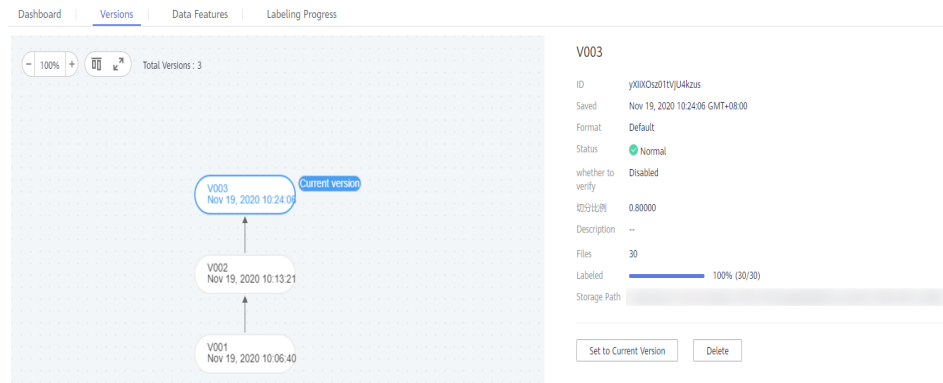 Dashboard Versions Data Features Labeling Progress
− 100% + Total Versions : 3
V003
Nov 19, 2020 10:24:06
Current version
V002
Nov 19, 2020 10:13:21
V001
Nov 19, 2020 10:06:40
V003
ID yXIIXOsz01tVjU4kzus
Saved Nov 19, 2020 10:24:06 GMT+08:00
Format Default
Status Normal
whether to Disabled
verify
切分比例 0.80000
Description --
Files 30
Labeled 100% (30/30)
Storage Path
Set to Current Version Delete